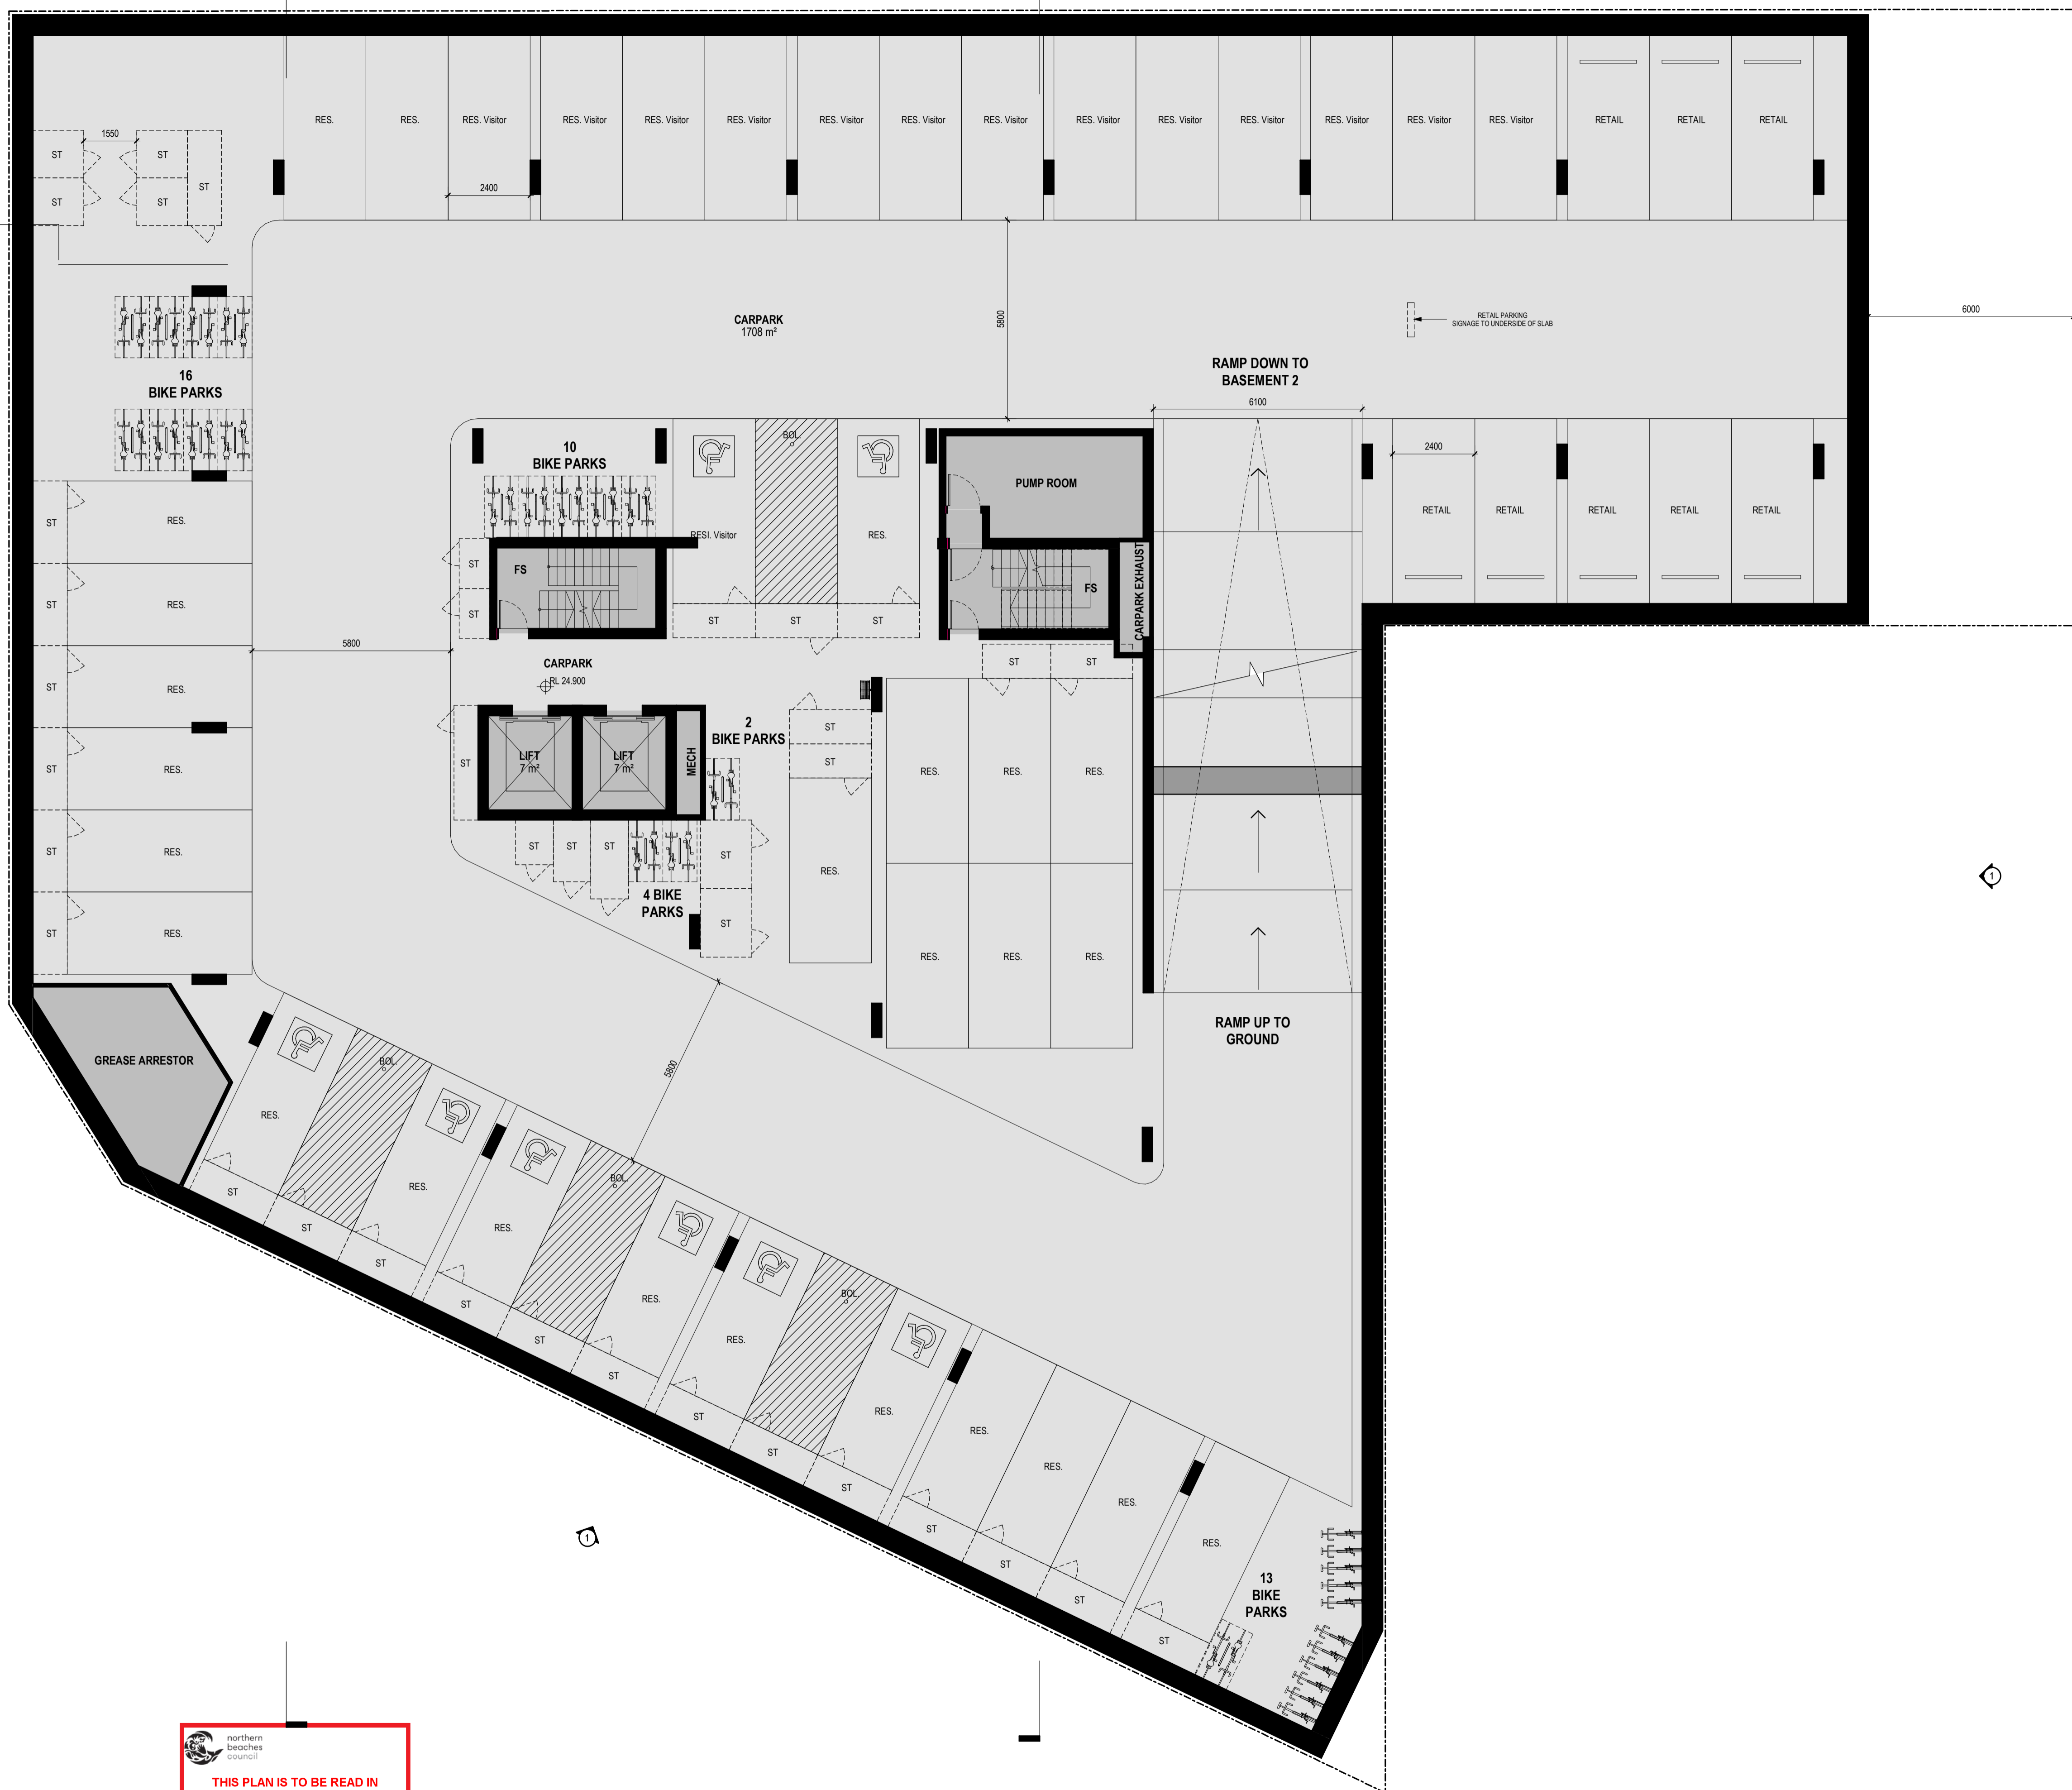 RES.
RES.
RES. Visitor
RES. Visitor
RES. Visitor
RES. Visitor
RES. Visitor
RES. Visitor
RES. Visitor
RES. Visitor
RES. Visitor
RES. Visitor
RES. Visitor
RES. Visitor
RES. Visitor
RETAIL
RETAIL
RETAIL
1550
ST
ST
ST
ST
ST
2400
CARPARK
1708 m²
5800
RETAIL PARKING
SIGNAGE TO UNDERSIDE OF SLAB
6000
RAMP DOWN TO
BASEMENT 2
6100
16
BIKE PARKS
10
BIKE PARKS
BOL.
PUMP ROOM
2400
RETAIL
RETAIL
RETAIL
RETAIL
RETAIL
RESI. Visitor
RES.
ST
RES.
ST
RES.
ST
RES.
ST
RES.
ST
RES.
ST
RES.
ST
ST
FS
FS
CARPARK EXHAUST
ST
ST
ST
ST
ST
5800
CARPARK
RL 24.900
ST
LIFT
7 m²
LIFT
7 m²
MECH
2
BIKE PARKS
ST
ST
RES.
RES.
RES.
RES.
ST
ST
ST
ST
ST
4 BIKE
PARKS
RES.
RES.
RES.
1
RAMP UP TO
GROUND
GREASE ARRESTOR
5800
BOL.
BOL.
BOL.
RES.
RES.
RES.
RES.
RES.
RES.
RES.
RES.
RES.
RES.
ST
ST
ST
ST
ST
ST
ST
ST
ST
ST
ST
ST
ST
13
BIKE
PARKS
1
northern
beaches
council
THIS PLAN IS TO BE READ IN